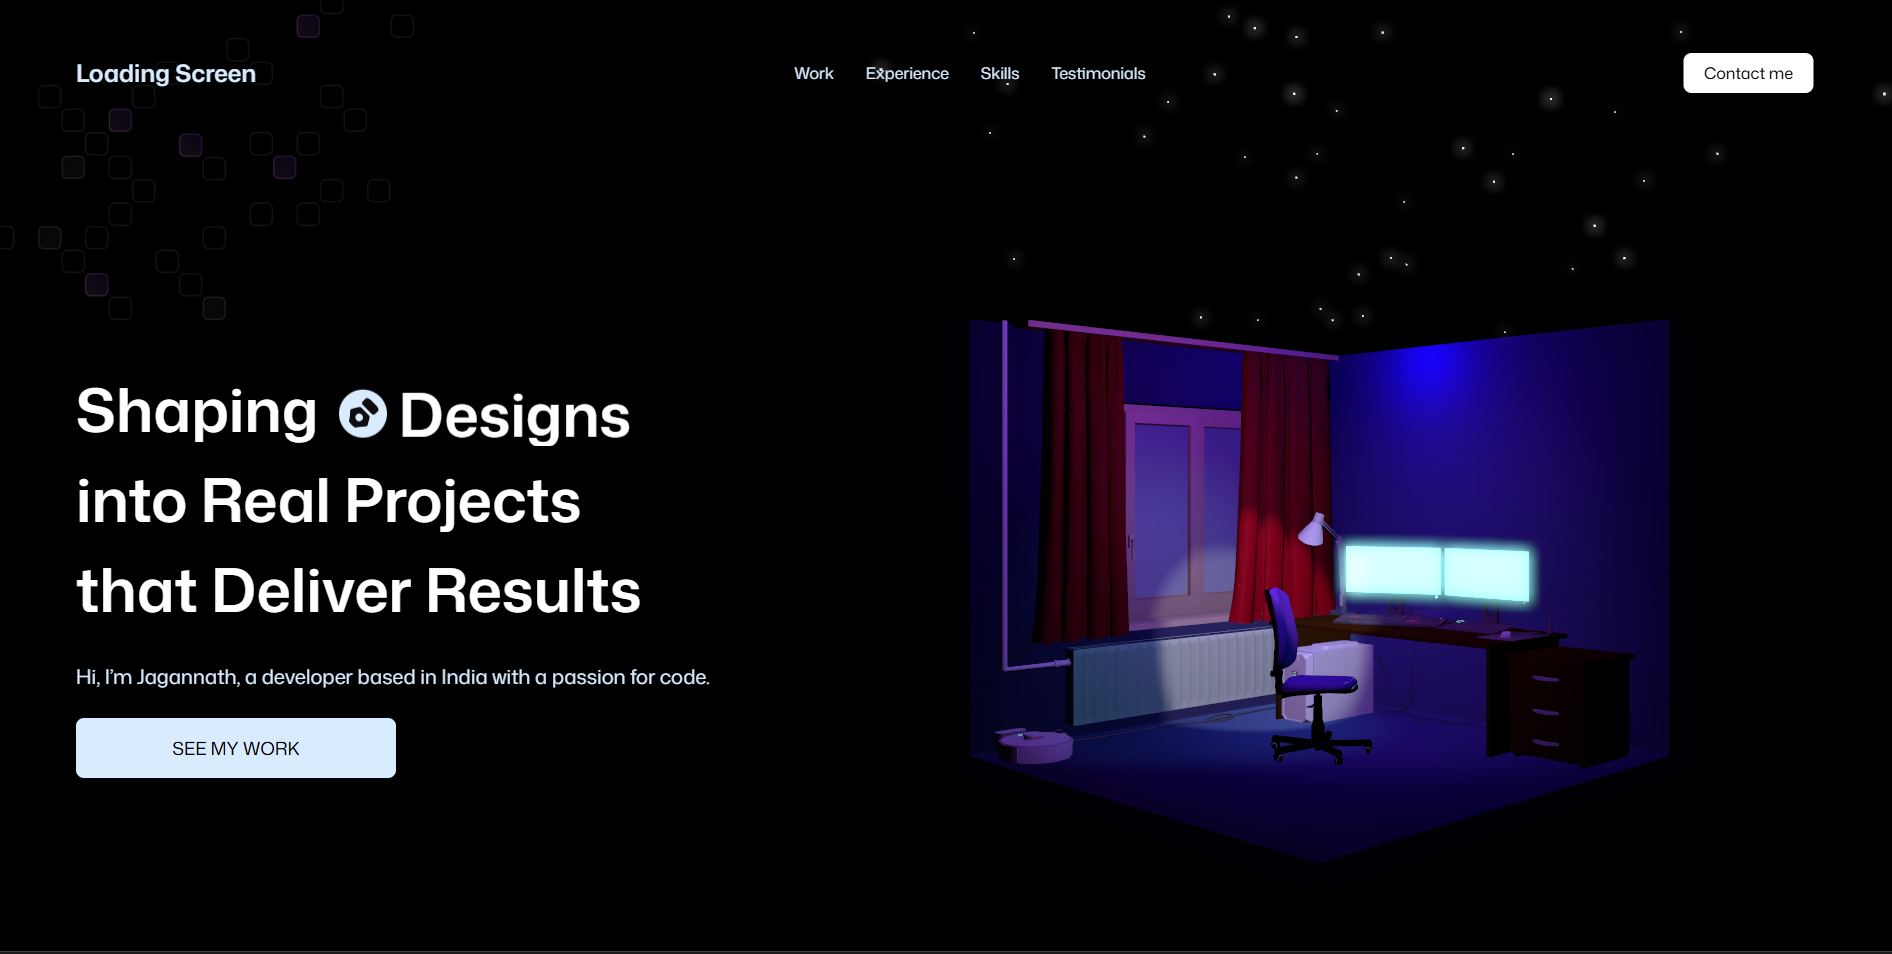 Loading Screen
Work
Experience
Skills
Testimonials
Contact me
Shaping Designs
into Real Projects
that Deliver Results
Hi, I’m Jagannath, a developer based in India with a passion for code.
SEE MY WORK